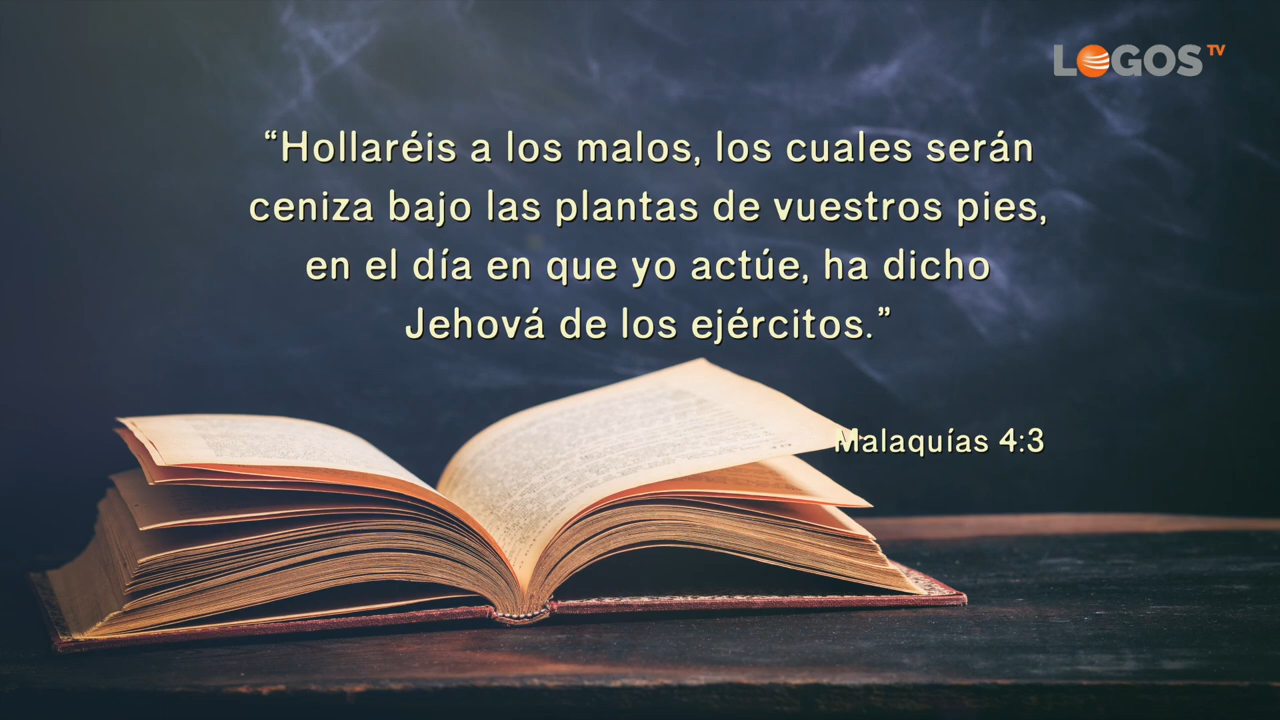 LOGOS TV
“Hollaréis a los malos, los cuales serán
ceniza bajo las plantas de vuestros pies,
en el día en que yo actúe, ha dicho
Jehová de los ejércitos.”
Malaquías 4:3